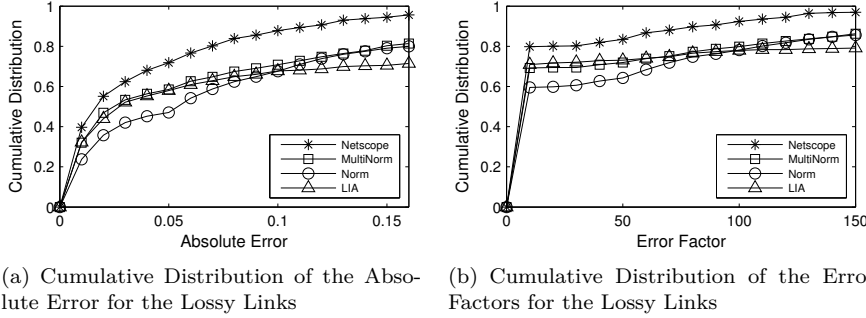 1
0.8
0.6
0.4
0.2
0
Cumulative Distribution
Netscope
MultiNorm
Norm
LIA
0 0.05 0.1 0.15
Absolute Error
1
0.8
0.6
0.4
0.2
0
Cumulative Distribution
Netscope
MultiNorm
Norm
LIA
0 50 100 150
Error Factor
(a) Cumulative Distribution of the Abso-
lute Error for the Lossy Links
(b) Cumulative Distribution of the Erro
Factors for the Lossy Links